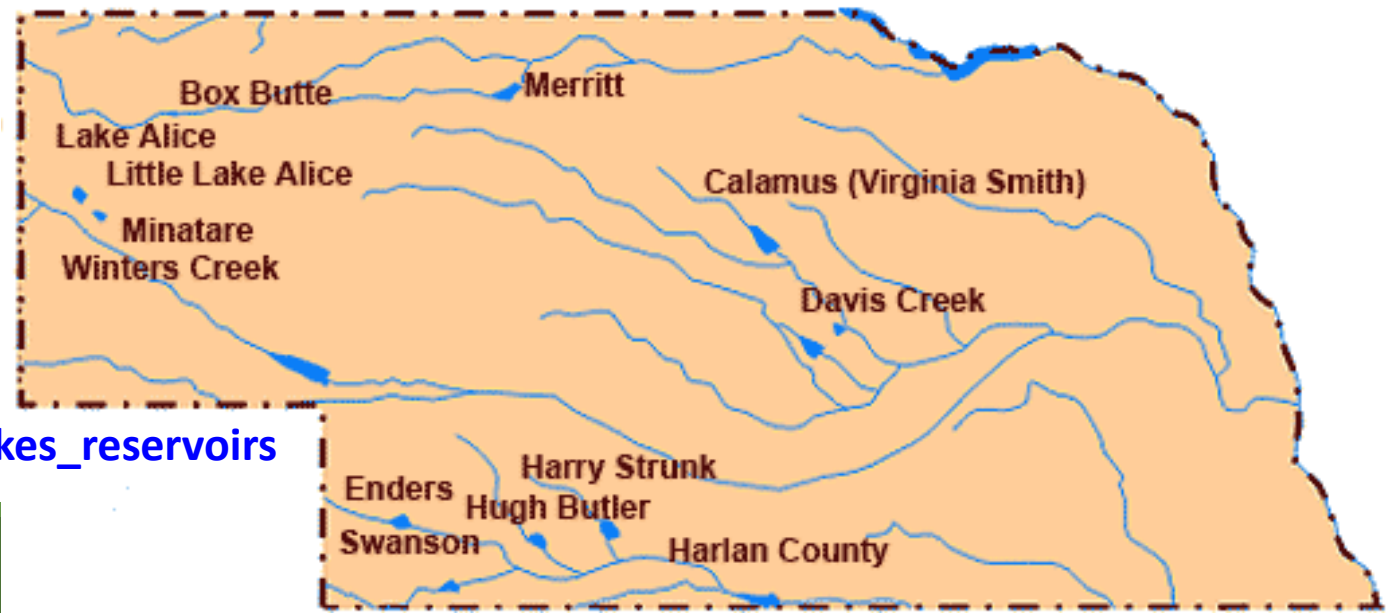 Box Butte
Merritt
Lake Alice
Little Lake Alice
Calamus (Virginia Smith)
Minatare
Winters Creek
Davis Creek
kes_reservoirs
Harry Strunk
Enders
Hugh Butler
Swanson
Harlan County